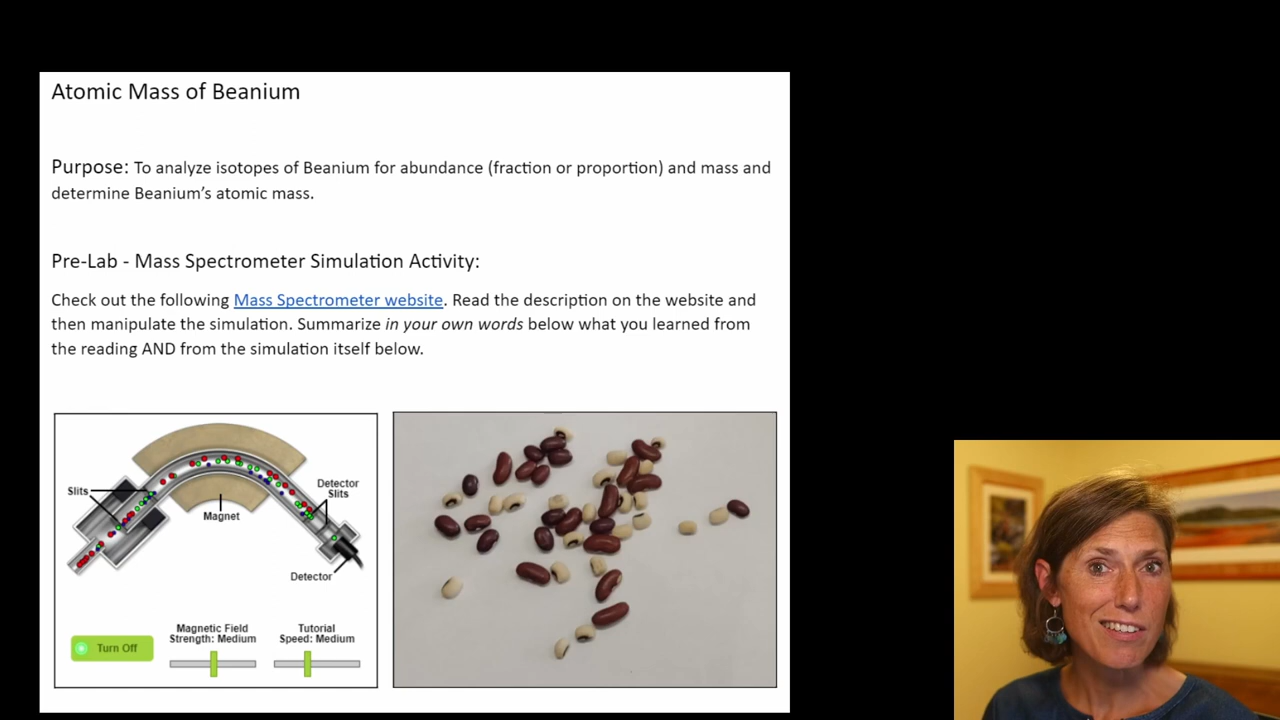 Atomic Mass of Beanium
Purpose: To analyze isotopes of Beanium for abundance (fraction or proportion) and mass and
determine Beanium's atomic mass.
Pre-Lab - Mass Spectrometer Simulation Activity:
Check out the following Mass Spectrometer website. Read the description on the website and
then manipulate the simulation. Summarize in your own words below what you learned from
the reading AND from the simulation itself below.
Slits
Magnet
Detector
Slits
Detector
Turn Off
Magnetic Field
Strength: Medium
Tutorial
Speed: Medium